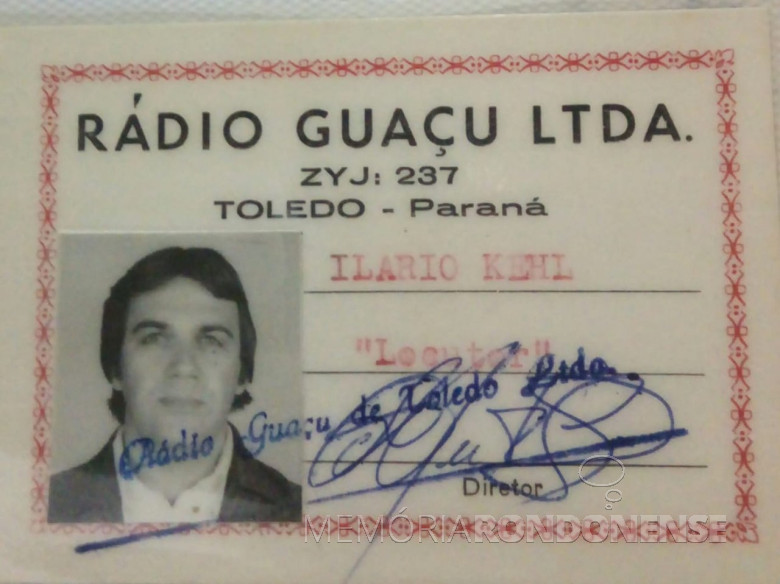 RÁDIO GUAÇU LTDA.
ZYJ: 237
TOLEDO - Paraná
ILARIO KEHL
"Locutor"
Rádio Guaçu de Toledo Ltda.
Diretor
MEMÓRIARONDONENSE